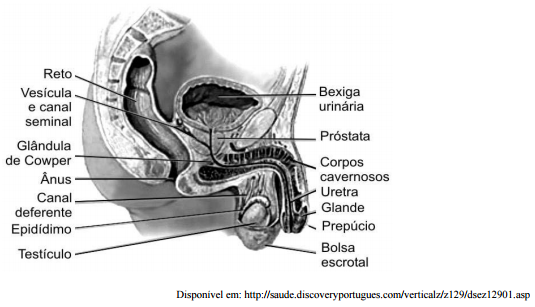 Reto
Vesícula
e canal
seminal
Glândula
de Cowper
Ânus
Canal
deferente
Epidídimo
Testículo
Bexiga
urinária
Próstata
Corpos
cavernosos
Uretra
Glande
Prepúcio
Bolsa
escrotal
Disponível em: http://saude.discoveryportugues.com/verticalz/z129/dsez12901.asp